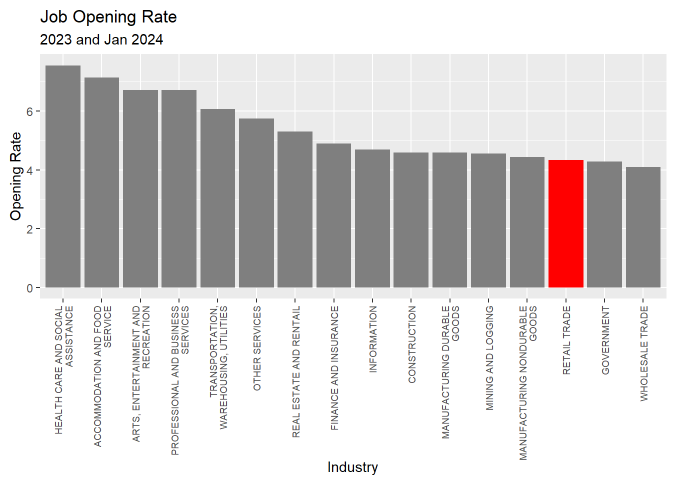 Job Opening Rate
2023 and Jan 2024
Opening Rate
6
4
2
0
HEALTH CARE AND SOCIAL
ASSISTANCE
ACCOMMODATION AND FOOD
SERVICE
ARTS, ENTERTAINMENT AND
RECREATION
PROFESSIONAL AND BUSINESS
SERVICES
TRANSPORTATION,
WAREHOUSING, UTILITIES
OTHER SERVICES
REAL ESTATE AND RENTAIL
FINANCE AND INSURANCE
INFORMATION
CONSTRUCTION
MANUFACTURING DURABLE
GOODS
MINING AND LOGGING
MANUFACTURING NONDURABLE
GOODS
RETAIL TRADE
GOVERNMENT
WHOLESALE TRADE
Industry